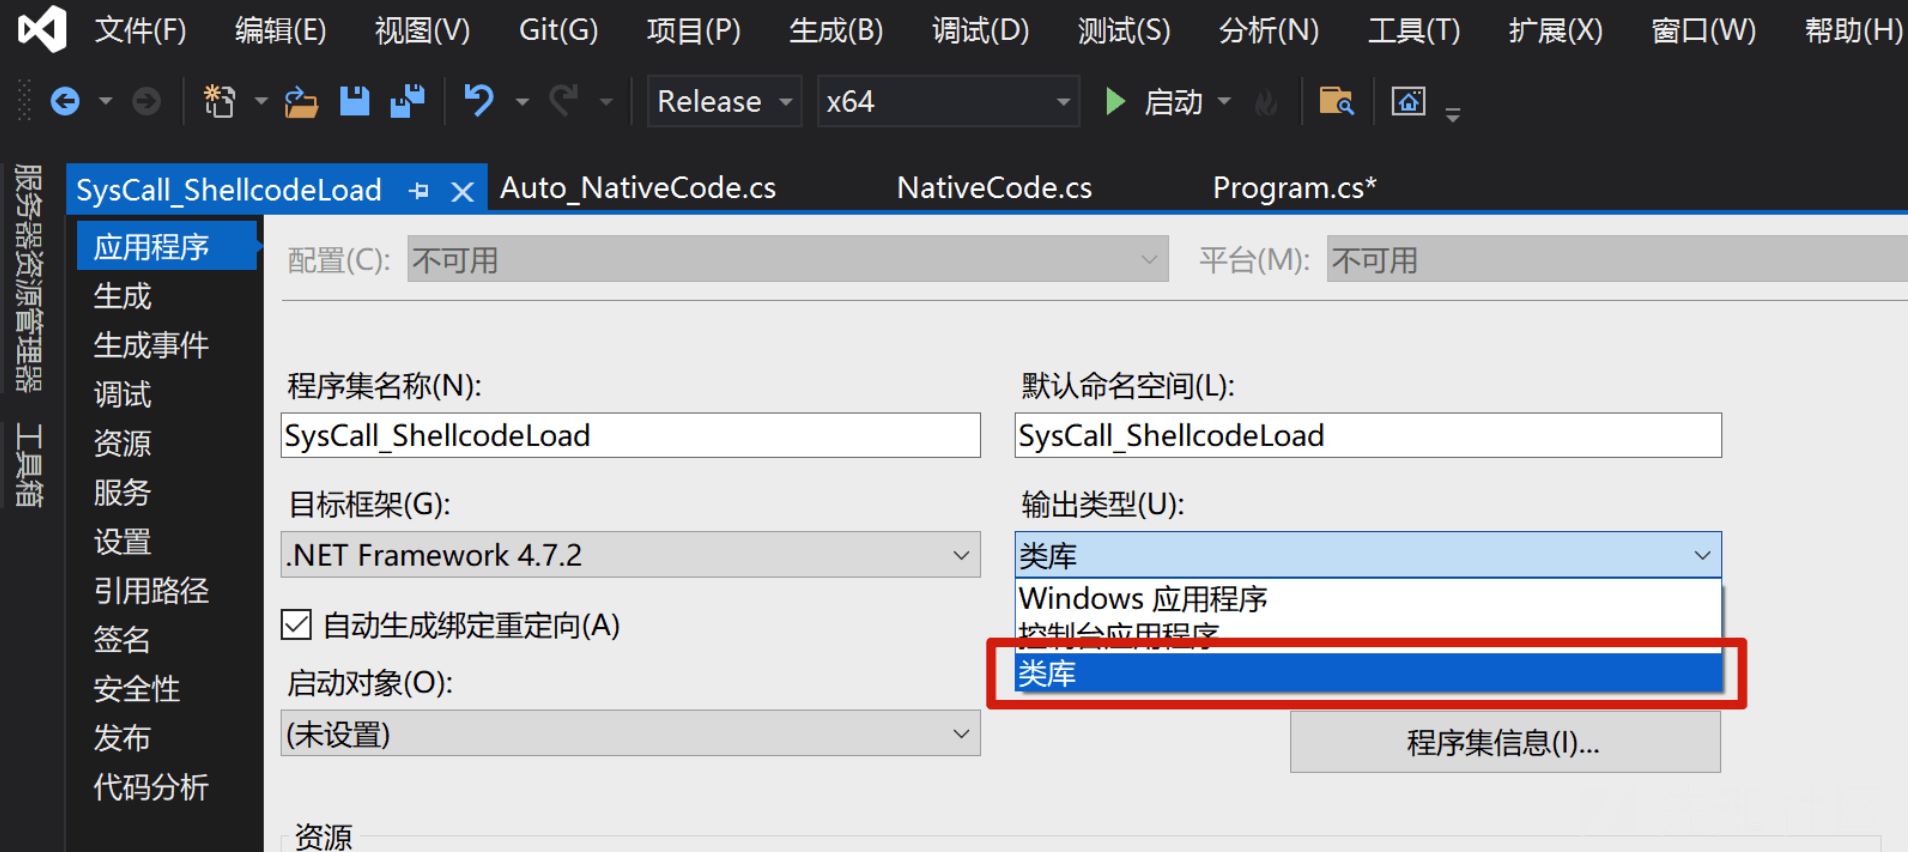 文件(F) 编辑(E) 视图(V) Git(G) 项目(P) 生成(B) 调试(D) 测试(S) 分析(N) 工具(T) 扩展(X) 窗口(W) 帮助(H)
Release x64 启动
服务器资源管理器
工具箱
SysCall_ShellcodeLoad Auto_NativeCode.cs NativeCode.cs Program.cs*
应用程序
生成
生成事件
调试
资源
服务
设置
引用路径
签名
安全性
发布
代码分析
配置(C): 不可用 平台(M): 不可用
程序集名称(N): 默认命名空间(L):
SysCall_ShellcodeLoad SysCall_ShellcodeLoad
目标框架(G): 输出类型(U):
.NET Framework 4.7.2 类库
Windows 应用程序
自动生成绑定重定向(A) 控制台应用程序
类库
启动对象(O):
(未设置) 程序集信息(I)...
资源